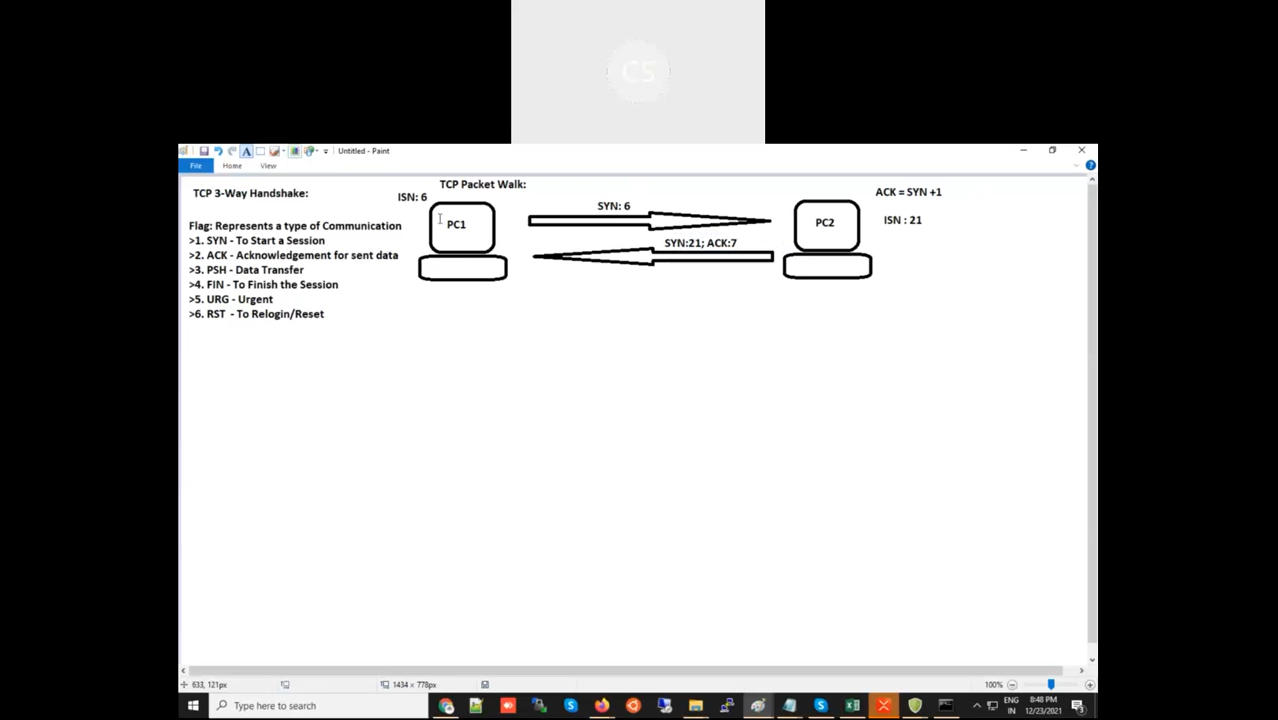 CS
Untitled - Paint
File Home View
TCP 3-Way Handshake:
Flag: Represents a type of Communication
>1. SYN - To Start a Session
>2. ACK - Acknowledgement for sent data
>3. PSH - Data Transfer
>4. FIN - To Finish the Session
>5. URG - Urgent
>6. RST - To Relogin/Reset
TCP Packet Walk:
ISN: 6
PC1
SYN: 6
SYN:21; ACK:7
PC2
ACK = SYN +1
ISN : 21
633, 121px
1434 × 778px
100%
Type here to search
ENG
IN
8:48 PM
12/23/2021
3